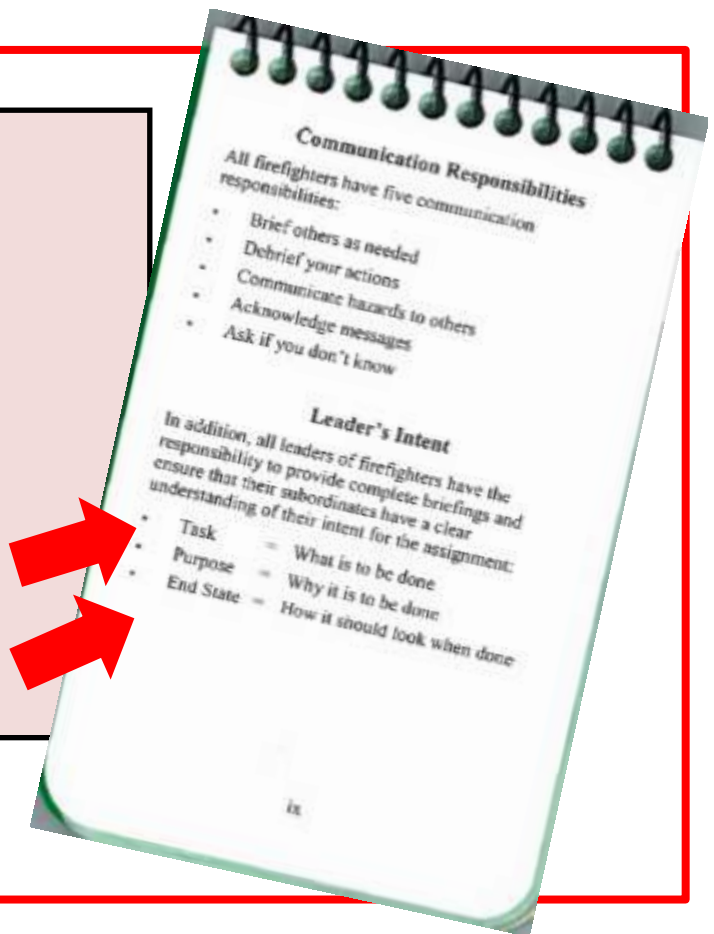 Communication Responsibilities
All firefighters have five communication
responsibilities:
• Brief others as needed
• Debrief your actions
• Communicate hazards to others
• Acknowledge messages
• Ask if you don't know
Leader's Intent
In addition, all leaders of firefighters have the
responsibility to provide complete briefings and
ensure that their subordinates have a clear
understanding of their intent for the assignment:
• Task = What is to be done
• Purpose = Why it is to be done
• End State = How it should look when done
ix